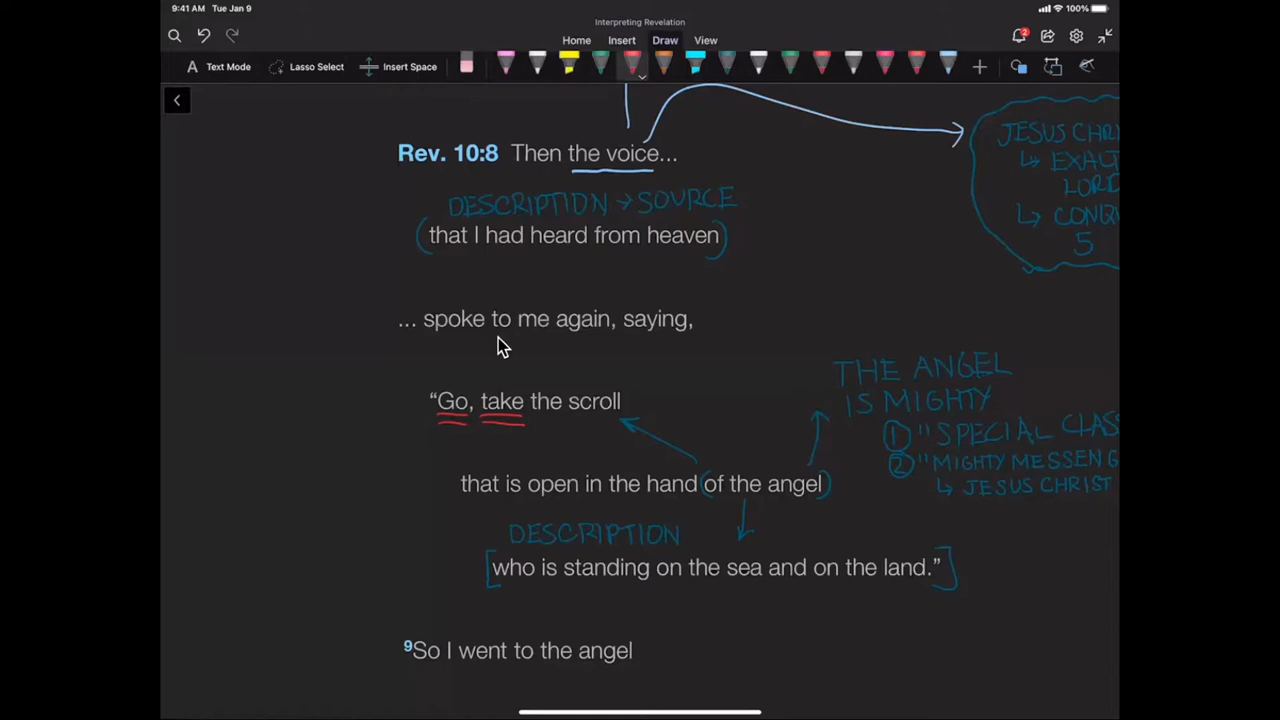 9:41 AM Tue Jan 9
100%
Interpreting Revelation
Home Insert Draw View
2
Text Mode Lasso Select Insert Space
Rev. 10:8 Then the voice...
DESCRIPTION → SOURCE
(that I had heard from heaven)
... spoke to me again, saying,
“Go, take the scroll
that is open in the hand (of the angel)
DESCRIPTION
[who is standing on the sea and on the land.”]
9So I went to the angel
JESUS CHR
↳ EXAL
LORD
↳ CONQ
5
THE ANGEL
IS MIGHTY
① "SPECIAL CLAS
② "MIGHTY MESSENG
↳ JESUS CHRIST